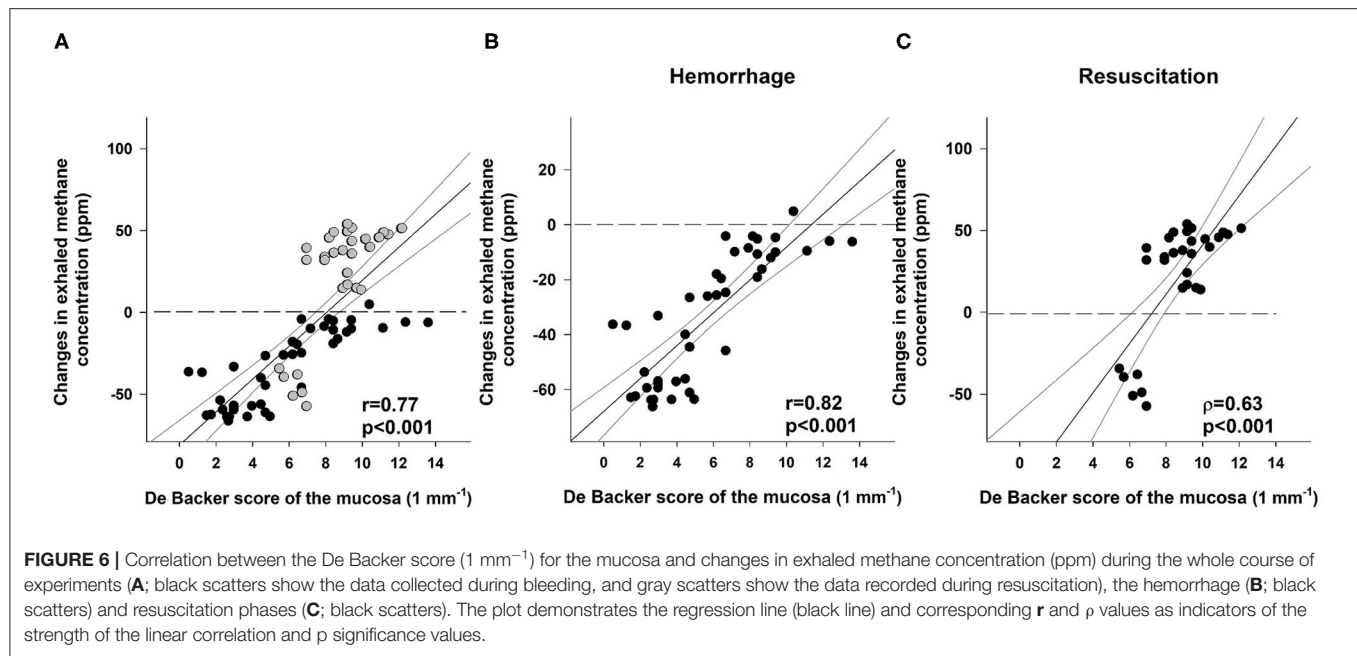 A
B
C
Hemorrhage
Resuscitation
Changes in exhaled methane
concentration (ppm)
100
50
0
-50
r=0.77
p<0.001
0 2 4 6 8 10 12 14
De Backer score of the mucosa (1 mm⁻¹)
Changes in exhaled methane
concentration (ppm)
20
0
-20
-40
-60
r=0.82
p<0.001
0 2 4 6 8 10 12 14
De Backer score of the mucosa (1 mm⁻¹)
Changes in exhaled methane
concentration (ppm)
100
50
0
-50
ρ=0.63
p<0.001
0 2 4 6 8 10 12 14
De Backer score of the mucosa (1 mm⁻¹)
FIGURE 6 | Correlation between the De Backer score (1 mm⁻¹) for the mucosa and changes in exhaled methane concentration (ppm) during the whole course of
experiments (A; black scatters show the data collected during bleeding, and gray scatters show the data recorded during resuscitation), the hemorrhage (B; black
scatters) and resuscitation phases (C; black scatters). The plot demonstrates the regression line (black line) and corresponding r and ρ values as indicators of the
strength of the linear correlation and p significance values.